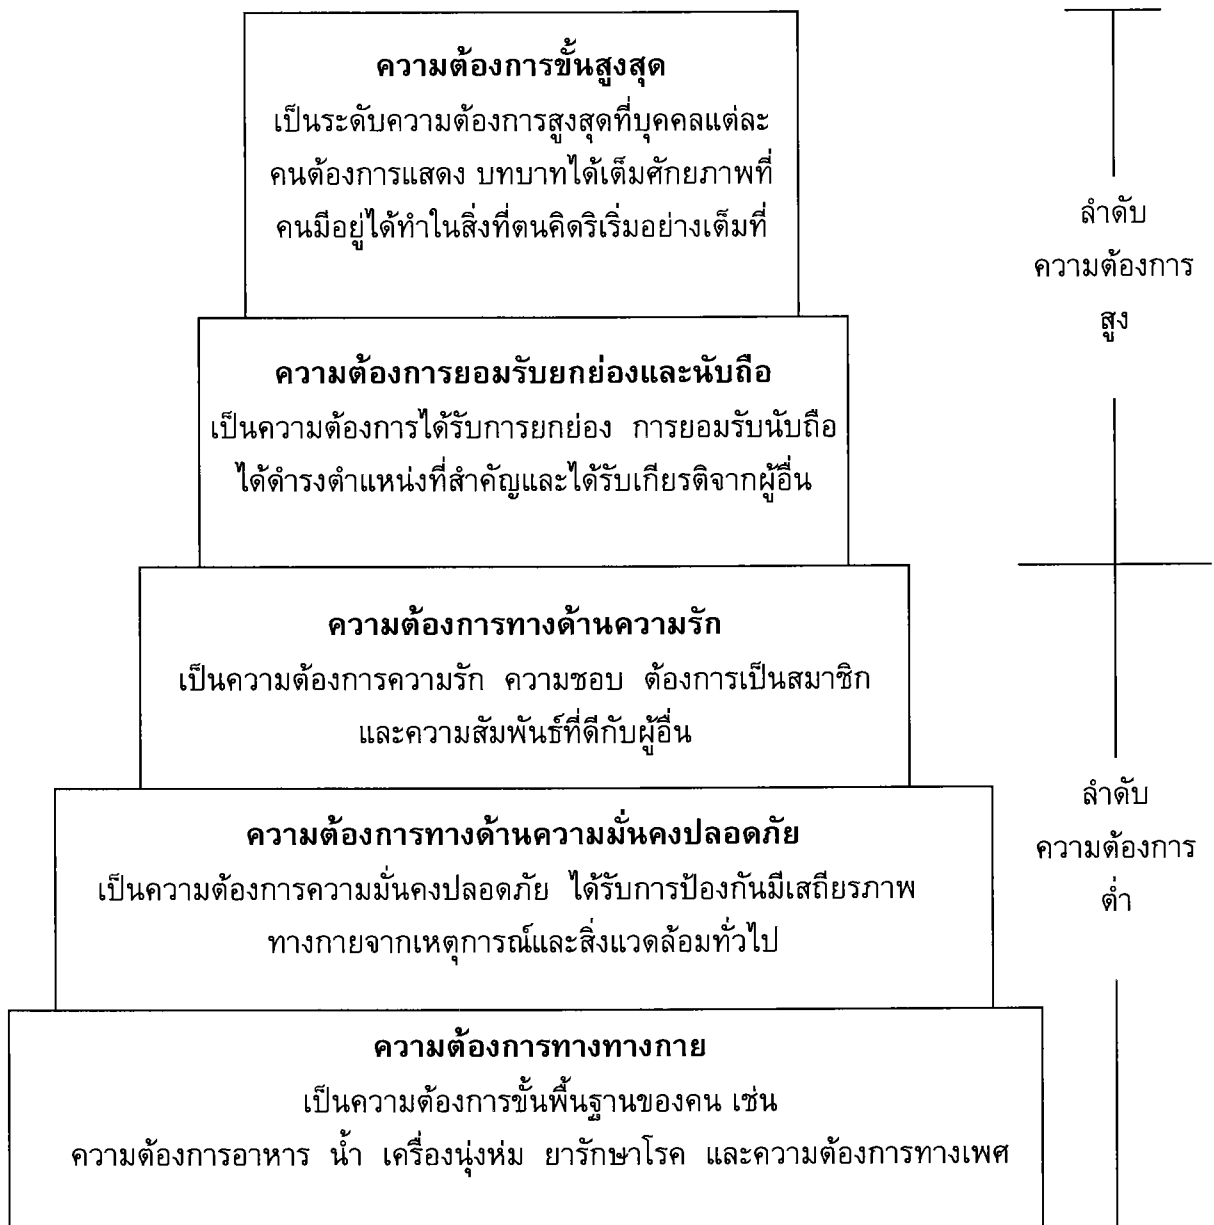 ความต้องการขั้นสูงสุด
เป็นระดับความต้องการสูงสุดที่บุคคลแต่ละ
คนต้องการแสดง บทบาทได้เต็มศักยภาพที่
คนมีอยู่ได้ทำในสิ่งที่ตนคิดริเริ่มอย่างเต็มที่
ความต้องการยอมรับยกย่องและนับถือ
เป็นความต้องการได้รับการยกย่อง การยอมรับนับถือ
ได้ดำรงตำแหน่งที่สำคัญและได้รับเกียรติจากผู้อื่น
ลำดับ
ความต้องการ
สูง
ความต้องการทางด้านความรัก
เป็นความต้องการความรัก ความชอบ ต้องการเป็นสมาชิก
และความสัมพันธ์ที่ดีกับผู้อื่น
ความต้องการทางด้านความมั่นคงปลอดภัย
เป็นความต้องการความมั่นคงปลอดภัย ได้รับการป้องกันมีเสถียรภาพ
ทางกายจากเหตุการณ์และสิ่งแวดล้อมทั่วไป
ความต้องการทางทางกาย
เป็นความต้องการขั้นพื้นฐานของคน เช่น
ความต้องการอาหาร น้ำ เครื่องนุ่งห่ม ยารักษาโรค และความต้องการทางเพศ
ลำดับ
ความต้องการ
ต่ำ